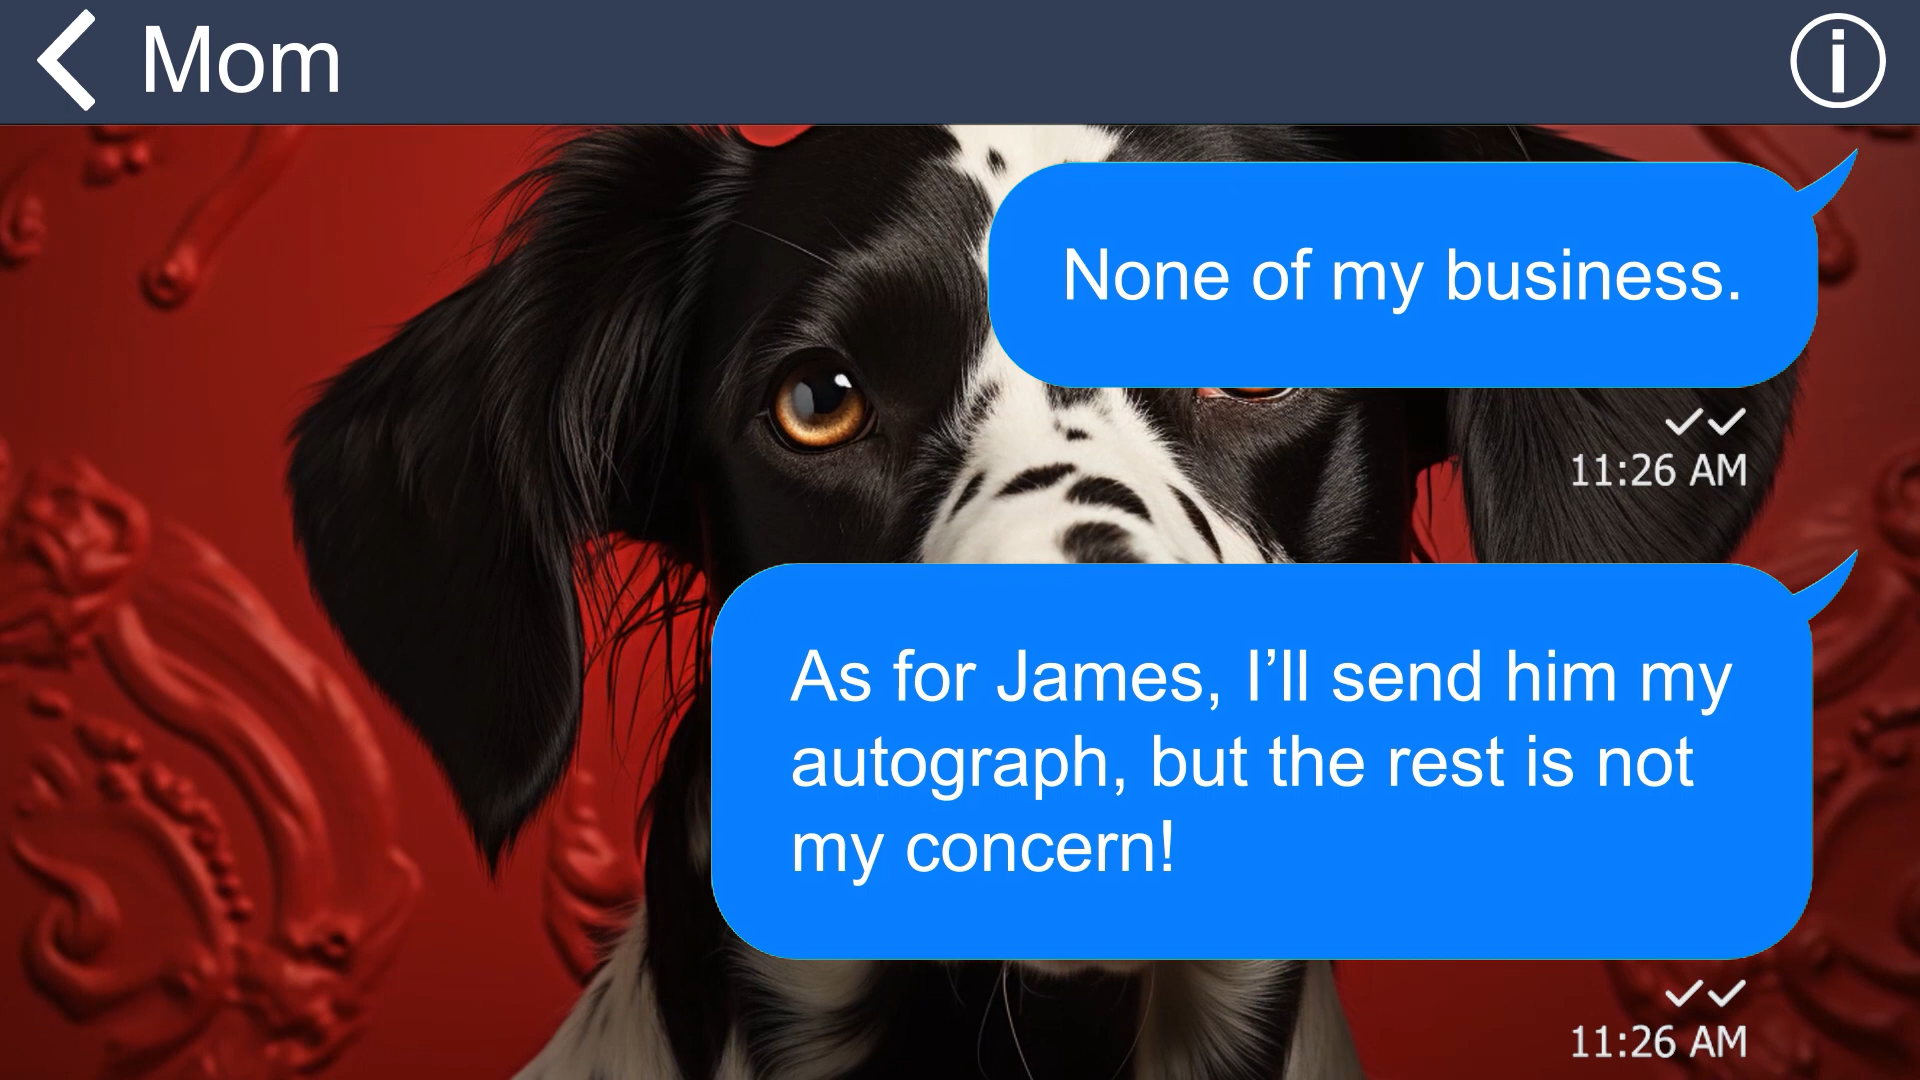 Mom
None of my business.
11:26 AM
As for James, I’ll send him my
autograph, but the rest is not
my concern!
11:26 AM